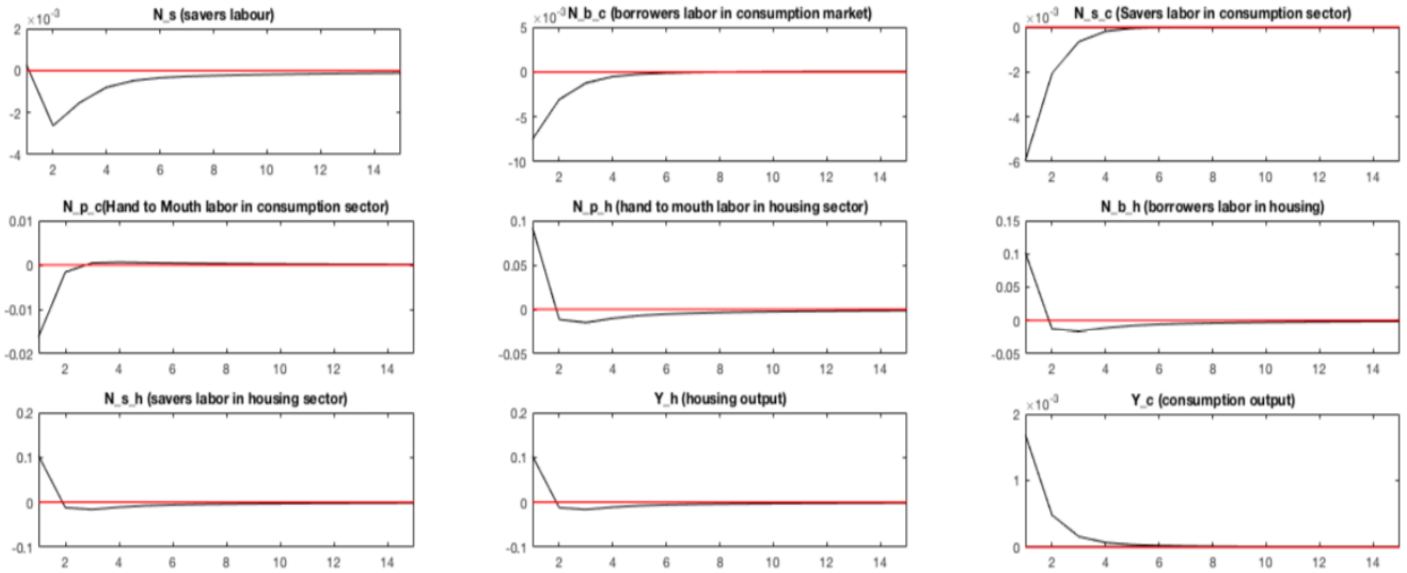 N_s (savers labour)
×10⁻³
2
0
-2
-4
2 4 6 8 10 12 14
N_b_c (borrowers labor in consumption market)
×10⁻³
5
0
-5
-10
2 4 6 8 10 12 14
N_s_c (Savers labor in consumption sector)
×10⁻³
0
-2
-4
-6
2 4 6 8 10 12 14
N_p_c(Hand to Mouth labor in consumption sector)
0.01
0
-0.01
-0.02
2 4 6 8 10 12 14
N_p_h (hand to mouth labor in housing sector)
0.1
0.05
0
-0.05
2 4 6 8 10 12 14
N_b_h (borrowers labor in housing)
0.15
0.1
0.05
0
-0.05
2 4 6 8 10 12 14
N_s_h (savers labor in housing sector)
0.2
0.1
0
-0.1
2 4 6 8 10 12 14
Y_h (housing output)
0.2
0.1
0
-0.1
2 4 6 8 10 12 14
Y_c (consumption output)
×10⁻³
2
1
0
2 4 6 8 10 12 14